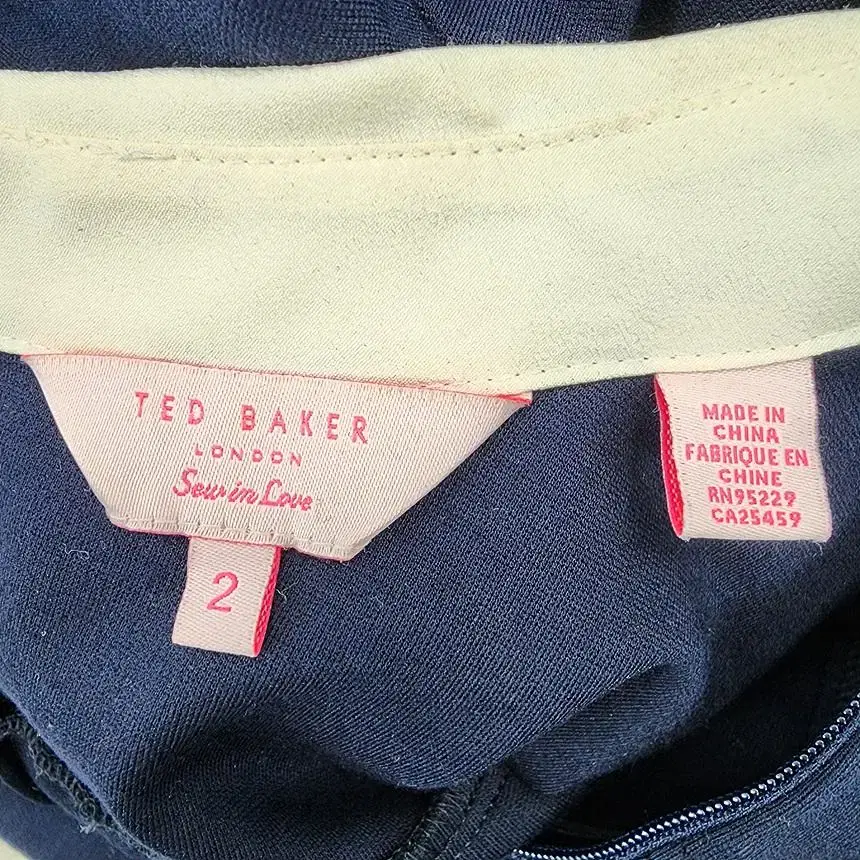 TED BAKER
LONDON
Sew in Love
2
MADE IN
CHINA
FABRIQUE EN
CHINE
RN95229
CA25459